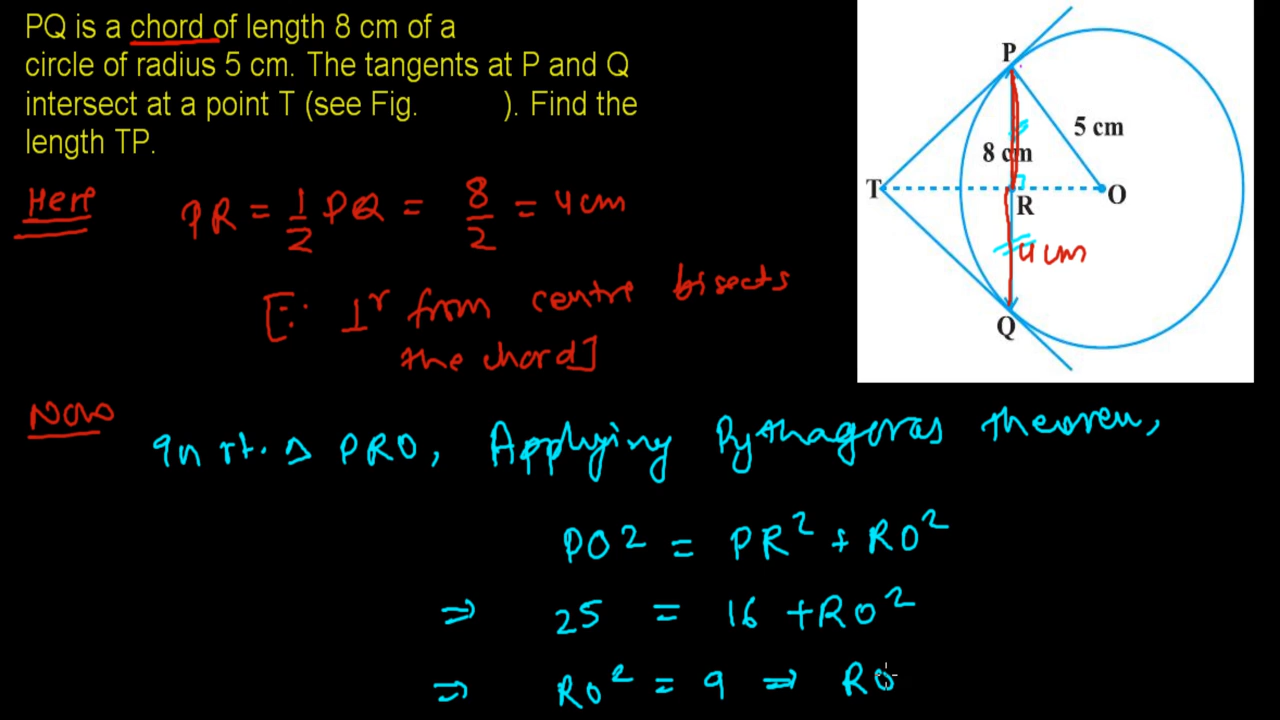 PQ is a chord of length 8 cm of a
circle of radius 5 cm. The tangents at P and Q
intersect at a point T (see Fig. ). Find the
length TP.
P
5 cm
8 cm
T
R
O
4 cm
Q
Here PR = 1/2 PQ = 8/2 = 4 cm
[∵ ⊥r from centre bisects
the chord]
Now
In rt. Δ PRO, Applying Pythagoras theorem,
PO² = PR² + RO²
⇒ 25 = 16 + RO²
⇒ RO² = 9 ⇒ RO